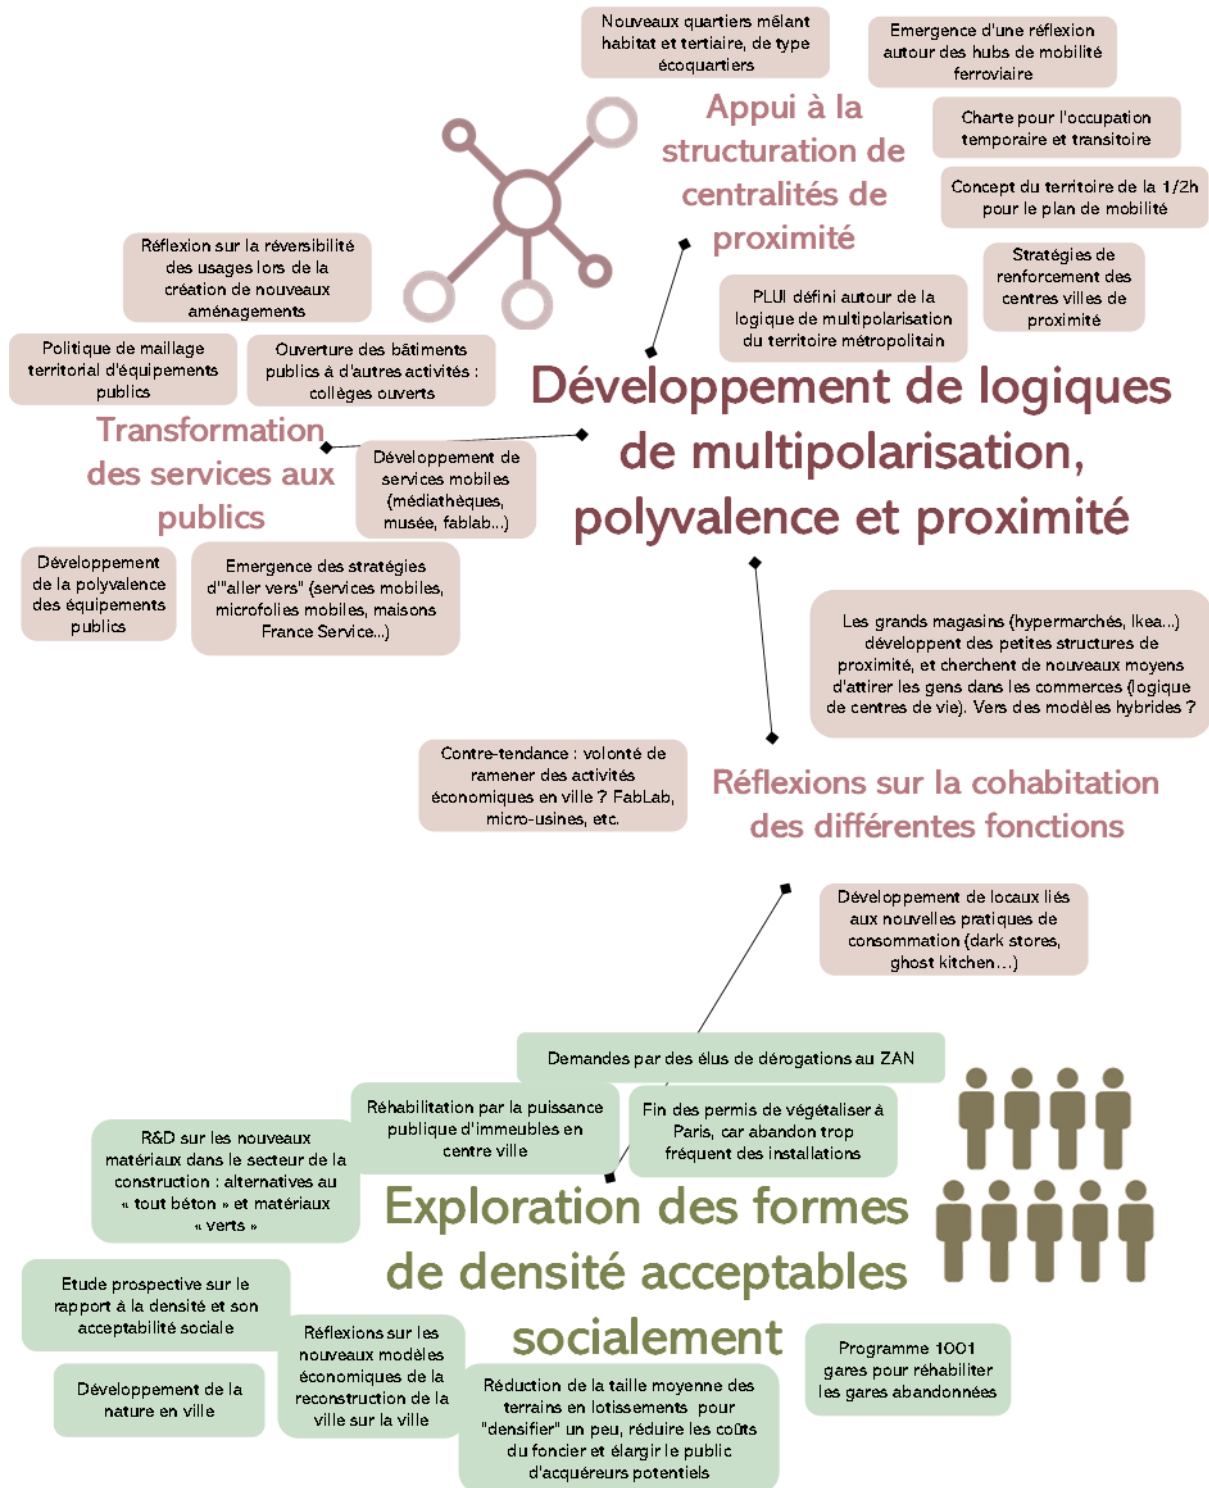 Nouveaux quartiers mêlant
habitat et tertiaire, de type
écoquartiers
Emergence d'une réflexion
autour des hubs de mobilité
ferroviaire
Appui à la
structuration de
centralités de
proximité
Charte pour l'occupation
temporaire et transitoire
Concept du territoire de la 1/2h
pour le plan de mobilité
Stratégies de
renforcement des
centres villes de
proximité
PLUI défini autour de la
logique de multipolarisation
du territoire métropolitain
Réflexion sur la réversibilité
des usages lors de la
création de nouveaux
aménagements
Politique de maillage
territorial d'équipements
publics
Ouverture des bâtiments
publics à d'autres activités :
collèges ouverts
Développement de logiques
de multipolarisation,
polyvalence et proximité
Transformation
des services aux
publics
Développement de
services mobiles
(médiathèques,
musée, fablab...)
Développement
de la polyvalence
des équipements
publics
Emergence des stratégies
d'"aller vers" (services mobiles,
microfolies mobiles, maisons
France Service...)
Les grands magasins (hypermarchés, Ikea...)
développent des petites structures de
proximité, et cherchent de nouveaux moyens
d'attirer les gens dans les commerces (logique
de centres de vie). Vers des modèles hybrides ?
Contre-tendance : volonté de
ramener des activités
économiques en ville ? FabLab,
micro-usines, etc.
Réflexions sur la cohabitation
des différentes fonctions
Développement de locaux liés
aux nouvelles pratiques de
consommation (dark stores,
ghost kitchen…)
Demandes par des élus de dérogations au ZAN
Réhabilitation par la puissance
publique d'immeubles en
centre ville
Fin des permis de végétaliser à
Paris, car abandon trop
fréquent des installations
R&D sur les nouveaux
matériaux dans le secteur de la
construction : alternatives au
« tout béton » et matériaux
« verts »
Exploration des formes
de densité acceptables
socialement
Etude prospective sur le
rapport à la densité et son
acceptabilité sociale
Réflexions sur les
nouveaux modèles
économiques de la
reconstruction de la
ville sur la ville
Programme 1001
gares pour réhabiliter
les gares abandonnées
Développement de la
nature en ville
Réduction de la taille moyenne des
terrains en lotissements pour
"densifier" un peu, réduire les coûts
du foncier et élargir le public
d'acquéreurs potentiels